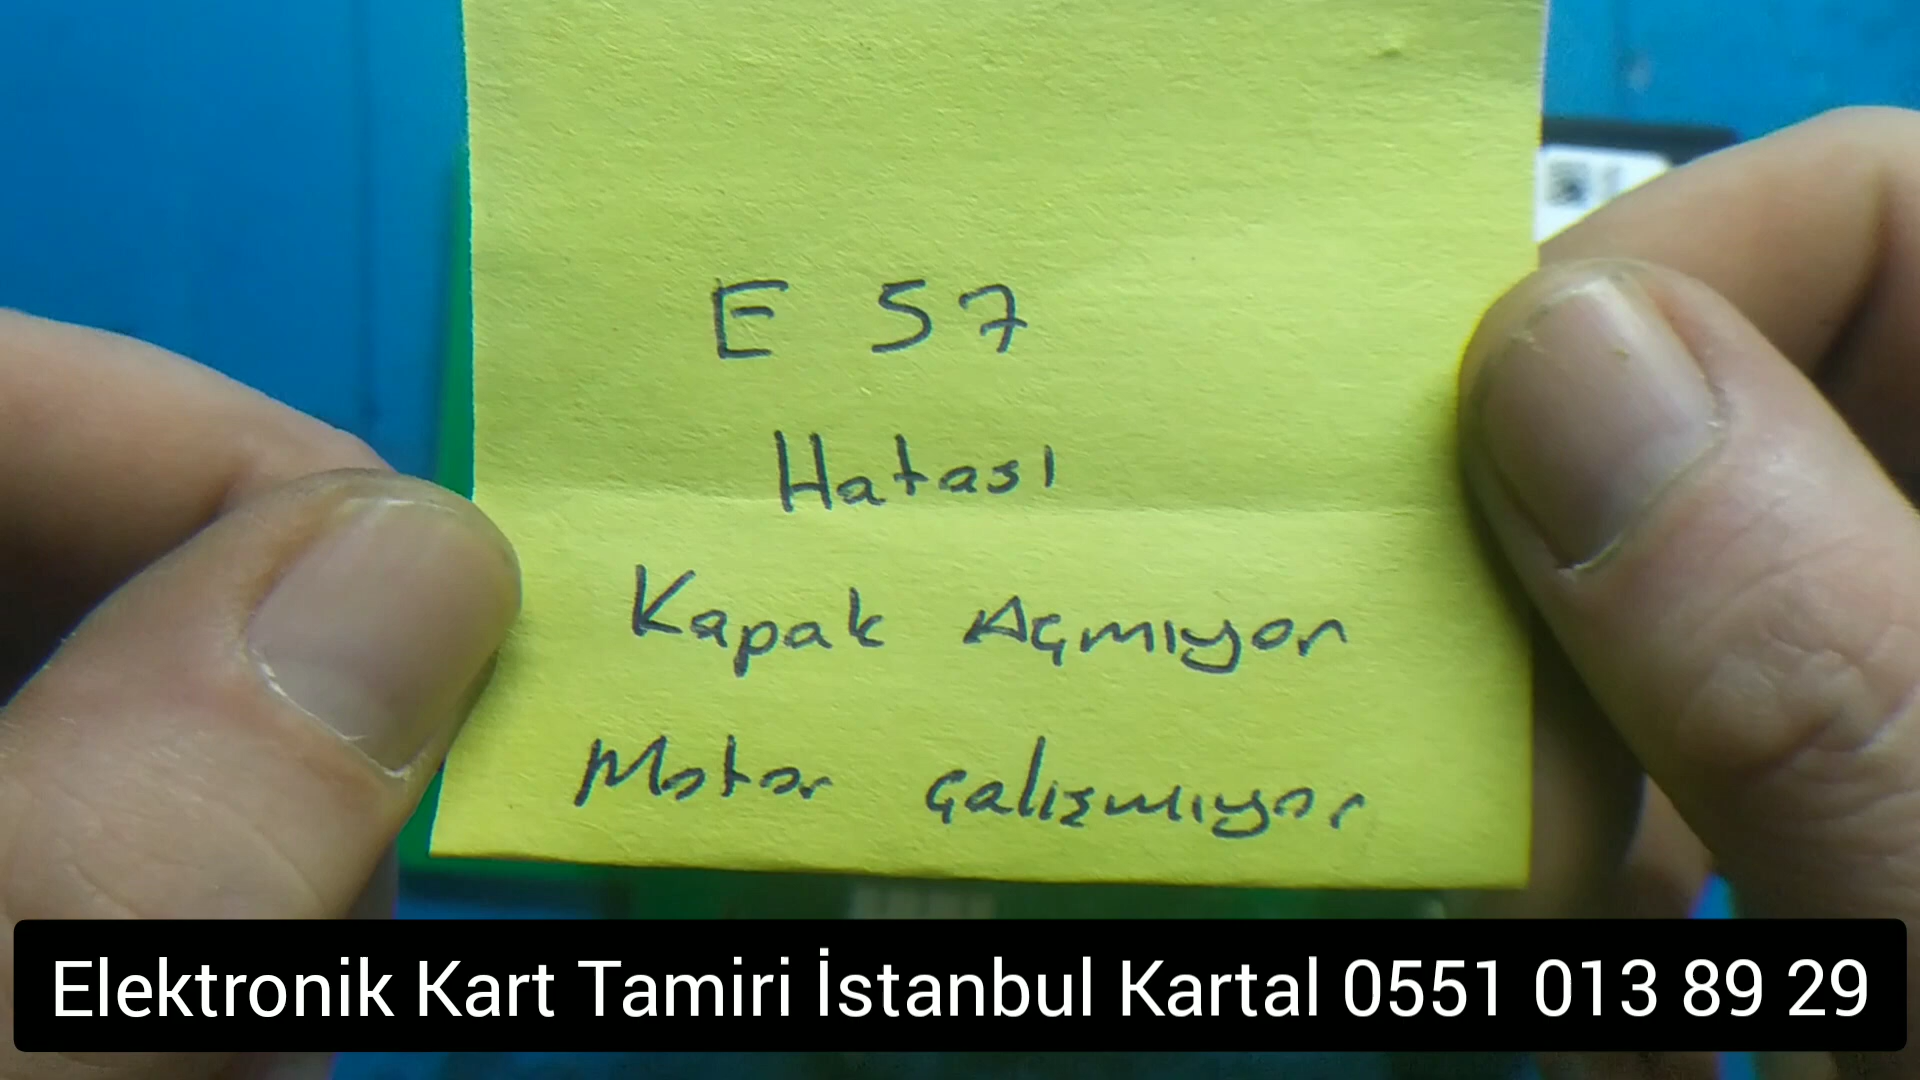 E 57
Hatası
Kapak Açmıyor
Motor çalışmıyor
Elektronik Kart Tamiri İstanbul Kartal 0551 013 89 29